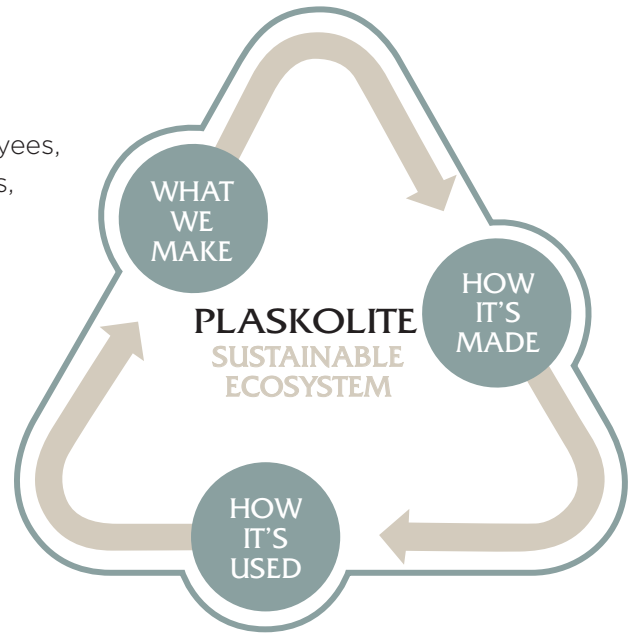 s,
WHAT
WE
MAKE
HOW
IT'S
MADE
PLASKOLITE
SUSTAINABLE
ECOSYSTEM
HOW
IT'S
USED